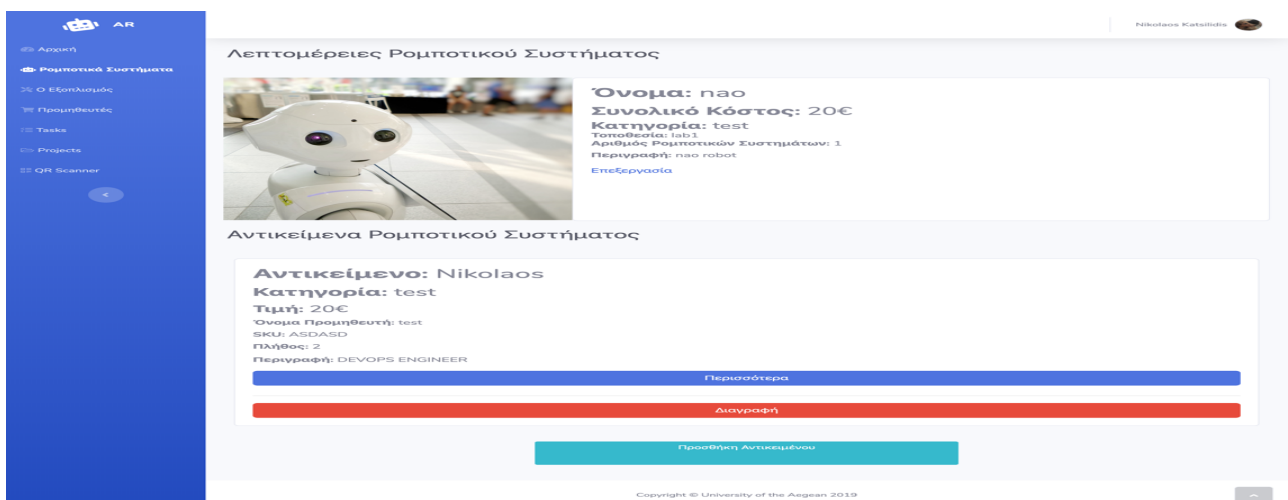 AR
Nikolaos Katsilidis
Αρχική
Ρομποτικά Συστήματα
Ο Εξοπλισμός
Προμηθευτές
Tasks
Projects
QR Scanner
<
Λεπτομέρειες Ρομποτικού Συστήματος
Όνομα: nao
Συνολικό Κόστος: 20€
Κατηγορία: test
Τοποθεσία: lab1
Αριθμός Ρομποτικών Συστημάτων: 1
Περιγραφή: nao robot
Επεξεργασία
Αντικείμενα Ρομποτικού Συστήματος
Αντικείμενο: Nikolaos
Κατηγορία: test
Τιμή: 20€
Όνομα Προμηθευτή: test
SKU: ASDASD
Πλήθος: 2
Περιγραφή: DEVOPS ENGINEER
Περισσότερα
Διαγραφή
Προσθήκη Αντικειμένου
Copyright © University of the Aegean 2019